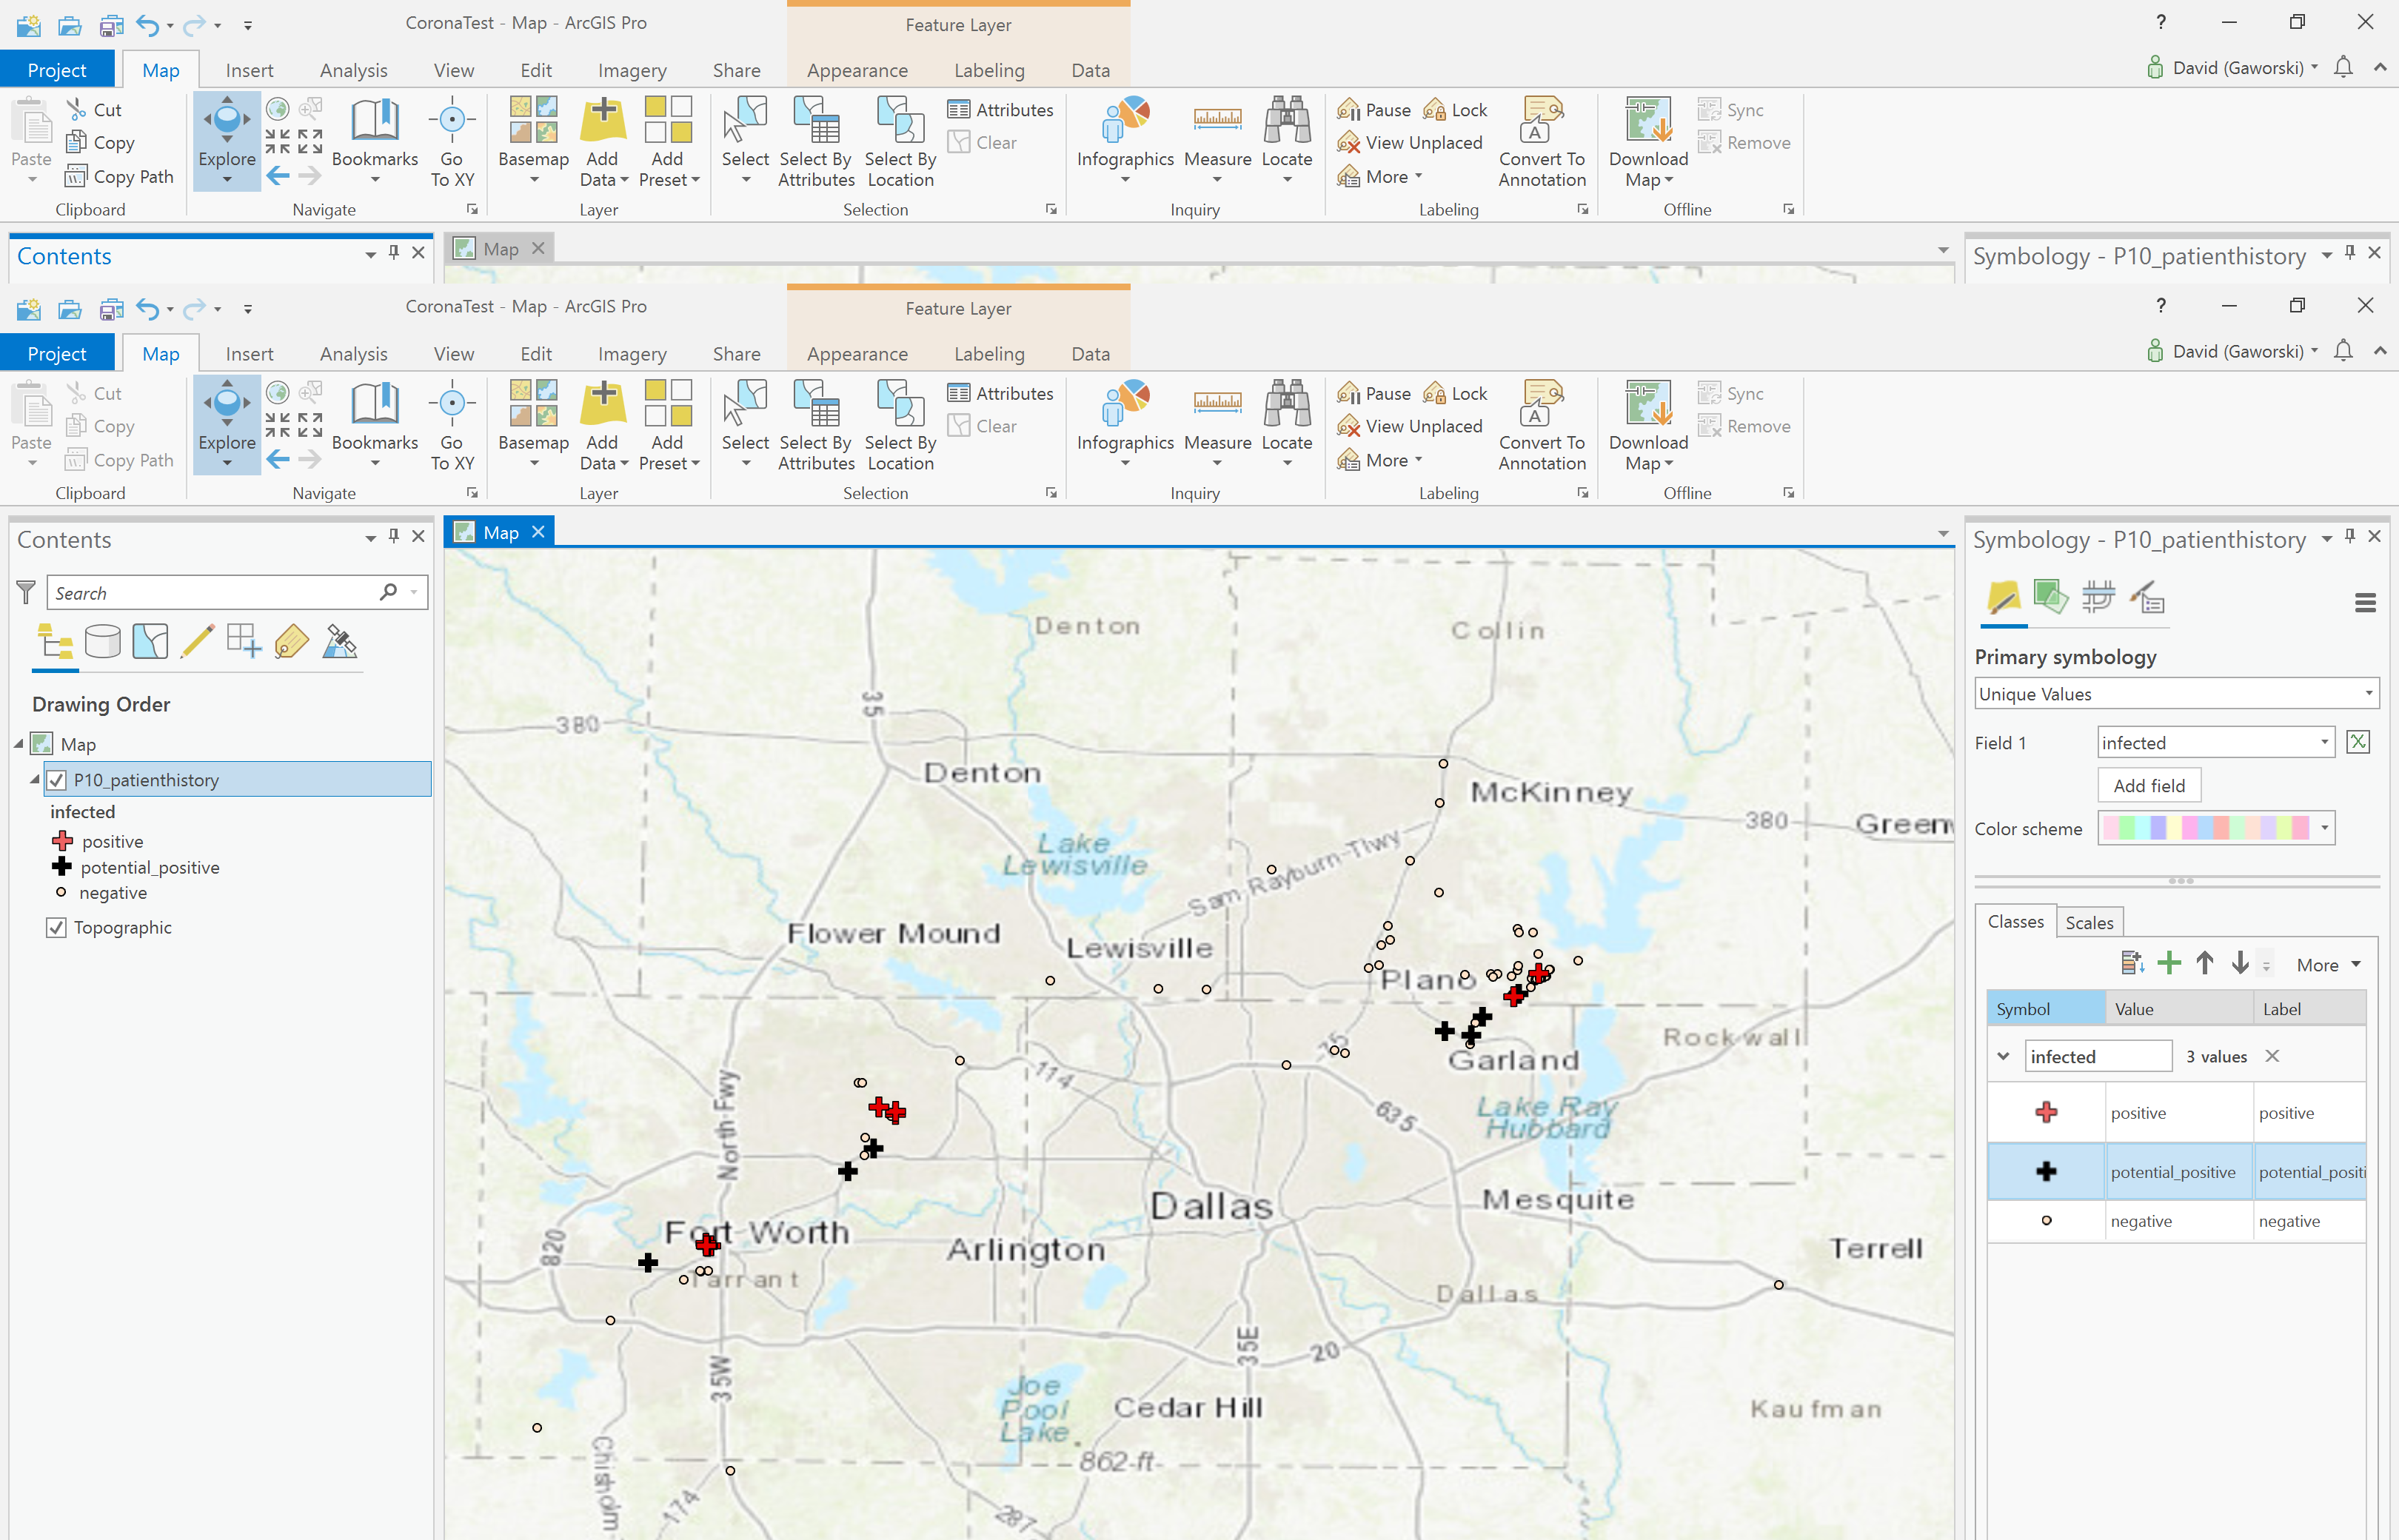 CoronaTest - Map - ArcGIS Pro
Feature Layer
?
Project Map Insert Analysis View Edit Imagery Share Appearance Labeling Data
David (Gaworski)
Paste
Cut
Copy
Copy Path
Clipboard
Explore
Bookmarks
Go
To XY
Navigate
Basemap
Add
Data
Add
Preset
Layer
Select
Select By
Attributes
Select By
Location
Attributes
Clear
Selection
Infographics
Measure
Locate
Inquiry
Pause Lock
View Unplaced
More
A
Convert To
Annotation
Labeling
Download
Map
Sync
Remove
Offline
Contents
Map
Symbology - P10_patienthistory
CoronaTest - Map - ArcGIS Pro
Feature Layer
?
Project Map Insert Analysis View Edit Imagery Share Appearance Labeling Data
David (Gaworski)
Paste
Cut
Copy
Copy Path
Clipboard
Explore
Bookmarks
Go
To XY
Navigate
Basemap
Add
Data
Add
Preset
Layer
Select
Select By
Attributes
Select By
Location
Attributes
Clear
Selection
Infographics
Measure
Locate
Inquiry
Pause Lock
View Unplaced
More
A
Convert To
Annotation
Labeling
Download
Map
Sync
Remove
Offline
Contents
Search
Drawing Order
Map
P10_patienthistory
infected
positive
potential_positive
negative
Topographic
Map
Denton
Collin
35
380
Denton
McKinney
380
Greenv
Lake
Lewisville
Sam-Rayburn-Tlwy
Flower Mound
Lewisville
Plano
Rockwall
75
Garland
114
North Fwy
635
Lake Ray
Hubbard
Dallas
Mesquite
Fort Worth
820
Arlington
Terrell
Tarrant
Dallas
35W
35E
20
Joe
Pool
Lake
Cedar Hill
Kaufman
862-ft
Chisholm
174
287
Symbology - P10_patienthistory
Primary symbology
Unique Values
Field 1
infected
Add field
Color scheme
Classes Scales
More
Symbol Value Label
infected 3 values
positive positive
potential_positive potential_positi
negative negative